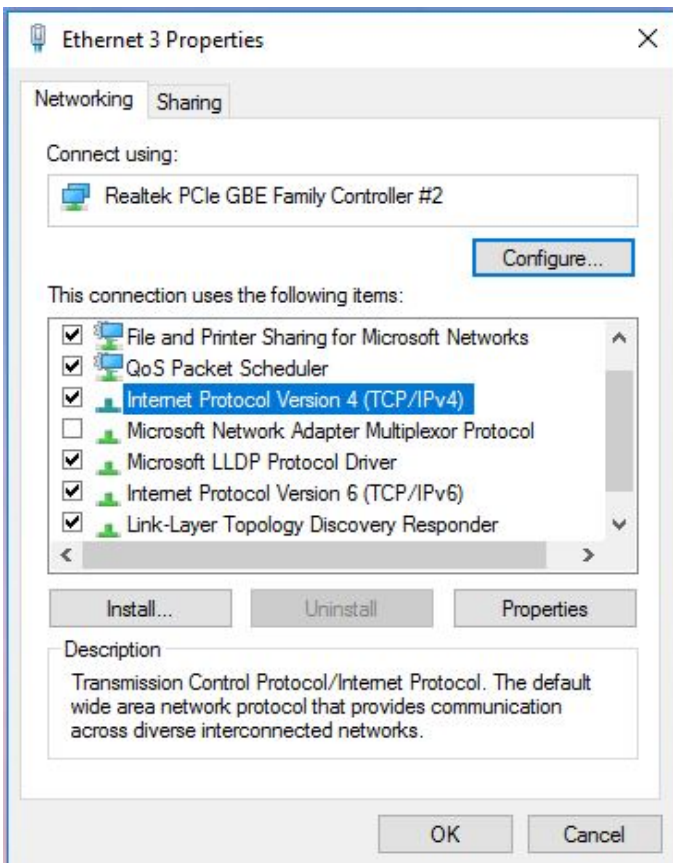 Ethernet 3 Properties
Networking
Sharing
Connect using:
Realtek PCIe GBE Family Controller #2
Configure...
This connection uses the following items:
File and Printer Sharing for Microsoft Networks
QoS Packet Scheduler
Internet Protocol Version 4 (TCP/IPv4)
Microsoft Network Adapter Multiplexor Protocol
Microsoft LLDP Protocol Driver
Internet Protocol Version 6 (TCP/IPv6)
Link-Layer Topology Discovery Responder
Install...
Uninstall
Properties
Description
Transmission Control Protocol/Internet Protocol. The default
wide area network protocol that provides communication
across diverse interconnected networks.
OK
Cancel